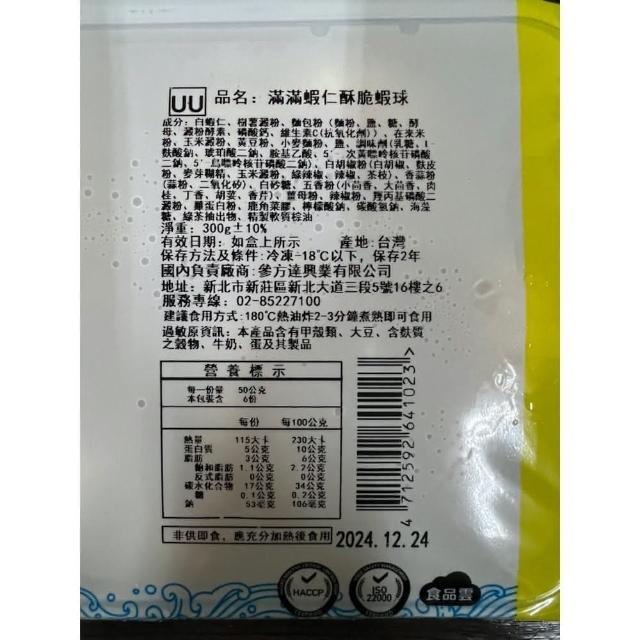 UU 品名: 滿滿蝦仁酥脆蝦球
成分: 白蝦仁、樹薯澱粉、麵包粉(麵粉、鹽、糖、酵
母、澱粉酵素、磷酸鈣、維生素C(抗氧化劑))、在來米
粉、玉米澱粉、黃豆粉、小麥麵粉、鹽、調味劑(乳糖、L-
麩酸鈉、琥珀酸二鈉、胺基乙酸、5'-次黃嘌呤核苷磷酸
二鈉、5'-鳥嘌呤核苷磷酸二鈉)、白胡椒粉(白胡椒、麩
粉、麥芽糊精、玉米澱粉、綠辣椒、辣椒、茶枝)、香蒜粉
(蒜粉、二氧化矽)、白砂糖、五香粉(小茴香、大茴香、肉
桂、丁香、胡荽、香芹)、薑母粉、辣椒粉、羥丙基磷酸二
澱粉、雞蛋白粉、鹿角菜膠、檸檬酸鈉、碳酸氫鈉、海藻
糖、綠茶抽出物、精製軟質棕油
淨重: 300g±10%
有效日期: 如盒上所示 產地:台灣
保存方法及條件:冷凍-18℃以下, 保存2年
國內負責廠商:參方達興業有限公司
地址: 新北市新莊區新北大道三段5號16樓之6
服務專線: 02-85227100
建議食用方式:180℃熱油炸2-3分鐘煮熟即可食用
過敏原資訊: 本產品含有甲殼類、大豆、含麩質
之穀物、牛奶、蛋及其製品
營養標示
每一份量 50公克
本包裝含 6份
每份 每100公克
熱量 115大卡 230大卡
蛋白質 5公克 10公克
脂肪 3公克 6公克
飽和脂肪 1.1公克 2.2公克
反式脂肪 0公克 0公克
碳水化合物 17公克 34公克
糖 0.1公克 0.2公克
鈉 53毫克 106毫克
4 712592 641023
非供即食, 應充分加熱後食用
2024.12.24
HACCP
ISO
22000
食品雲